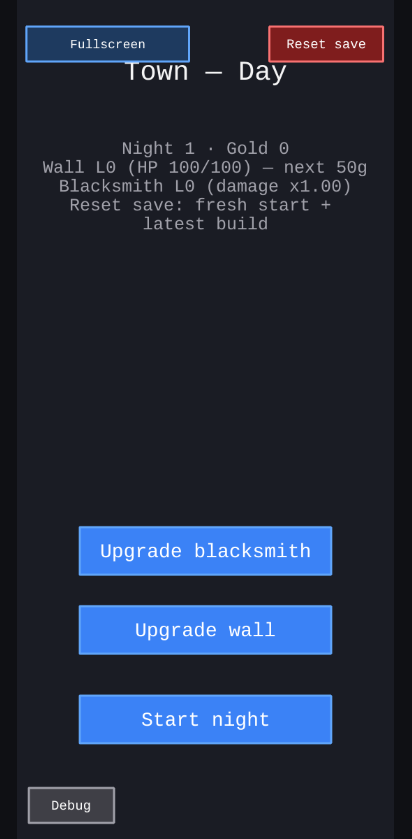 Fullscreen
Reset save
Town — Day
Night 1 · Gold 0
Wall L0 (HP 100/100) — next 50g
Blacksmith L0 (damage x1.00)
Reset save: fresh start +
latest build
Upgrade blacksmith
Upgrade wall
Start night
Debug